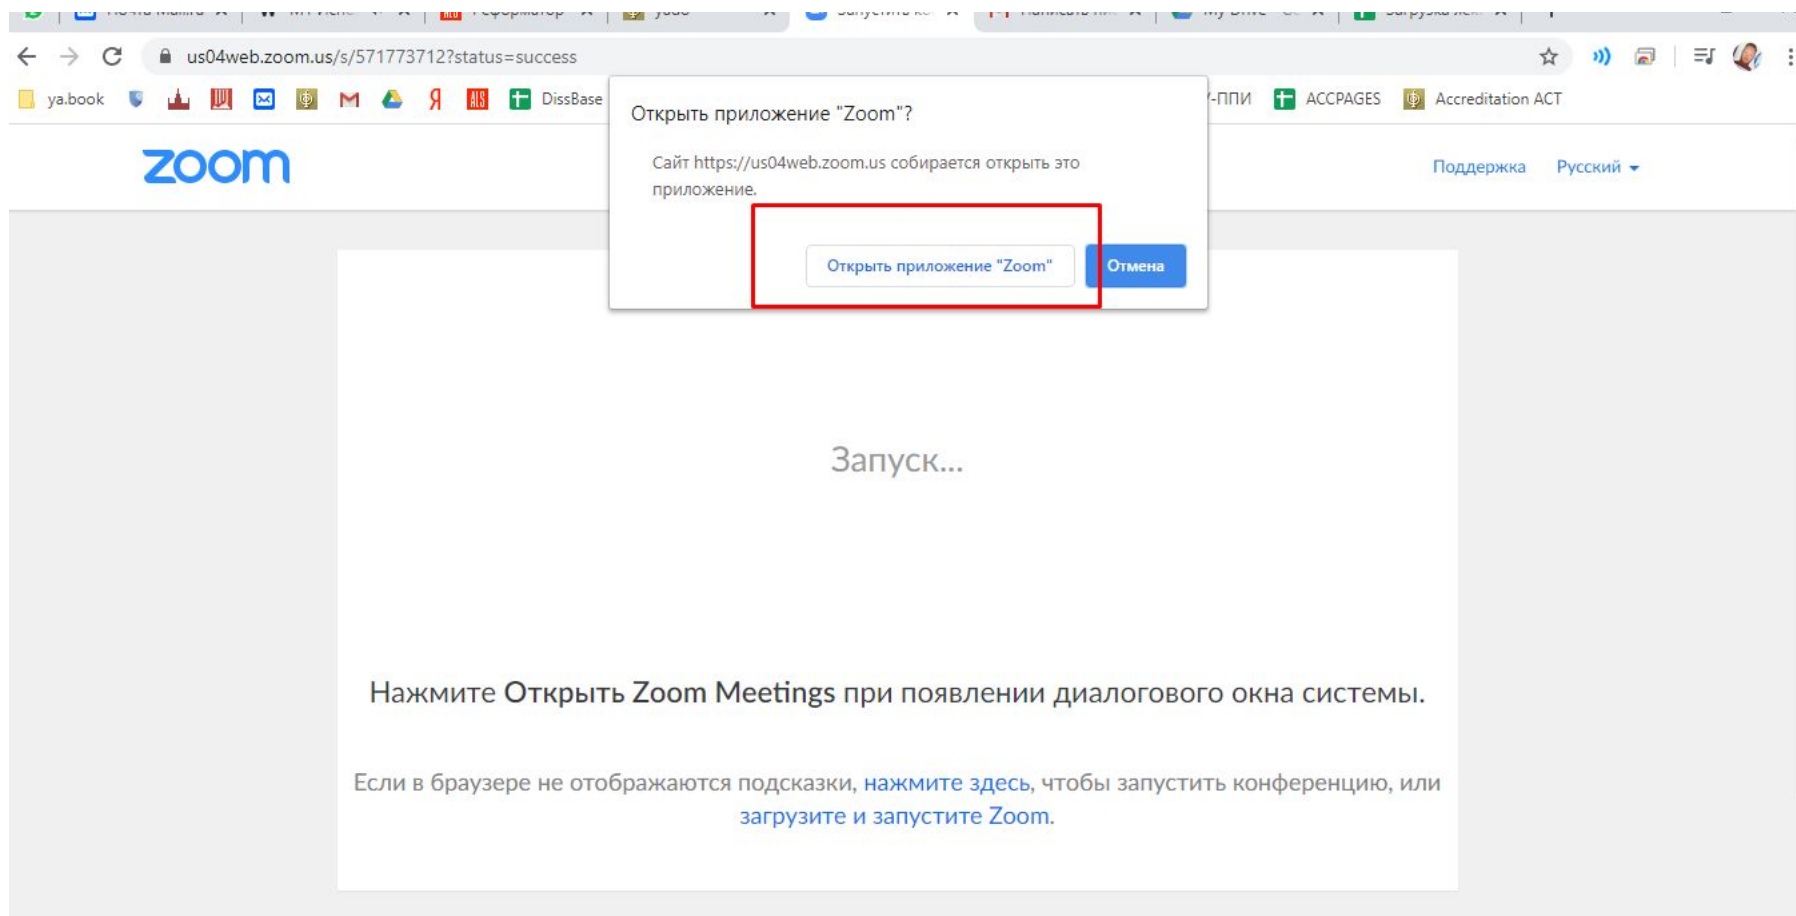 us04web.zoom.us/s/571773712?status=success
ya.book
DissBase
-ППИ
ACCPAGES
Accreditation ACT
Открыть приложение "Zoom"?
Сайт https://us04web.zoom.us собирается открыть это
приложение.
Открыть приложение "Zoom"
Отмена
zoom
Поддержка
Русский
Запуск...
Нажмите Открыть Zoom Meetings при появлении диалогового окна системы.
Если в браузере не отображаются подсказки, нажмите здесь, чтобы запустить конференцию, или
загрузите и запустите Zoom.